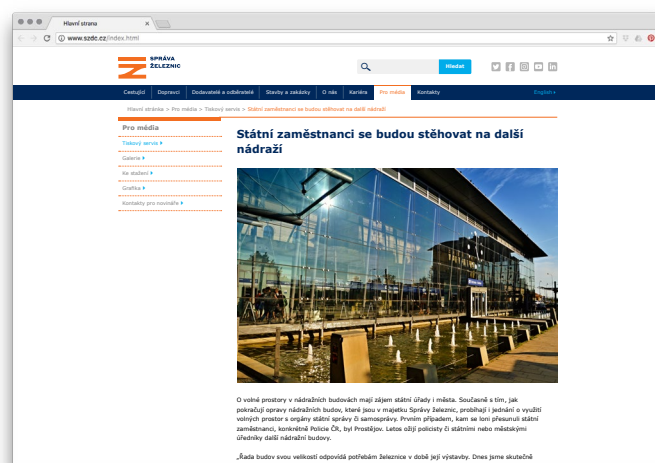 Hlavní strana
www.szdc.cz/index.html
SPRÁVA
ŽELEZNIC
Hledat
Cestující Dopravci Dodavatelé a odběratelé Stavby a zakázky O nás Kariéra Pro média Kontakty English
Hlavní stránka > Pro média > Tiskový servis > Státní zaměstnanci se budou stěhovat na další nádraží
Pro média
Tiskový servis
Galerie
Ke stažení
Grafika
Kontakty pro novináře
Státní zaměstnanci se budou stěhovat na další
nádraží
O volné prostory v nádražních budovách mají zájem státní úřady i města. Současně s tím, jak
pokračují opravy nádražních budov, které jsou v majetku Správy železnic, probíhají i jednání o využití
volných prostor s orgány státní správy či samosprávy. Prvním případem, kam se loni přesunuli státní
zaměstnanci, konkrétně Policie ČR, byl Prostějov. Letos ožijí policisty či státními nebo městskými
úředníky další nádražní budovy.
„Řada budov svou velikostí odpovídá potřebám železnice v době její výstavby. Dnes jsme skutečně